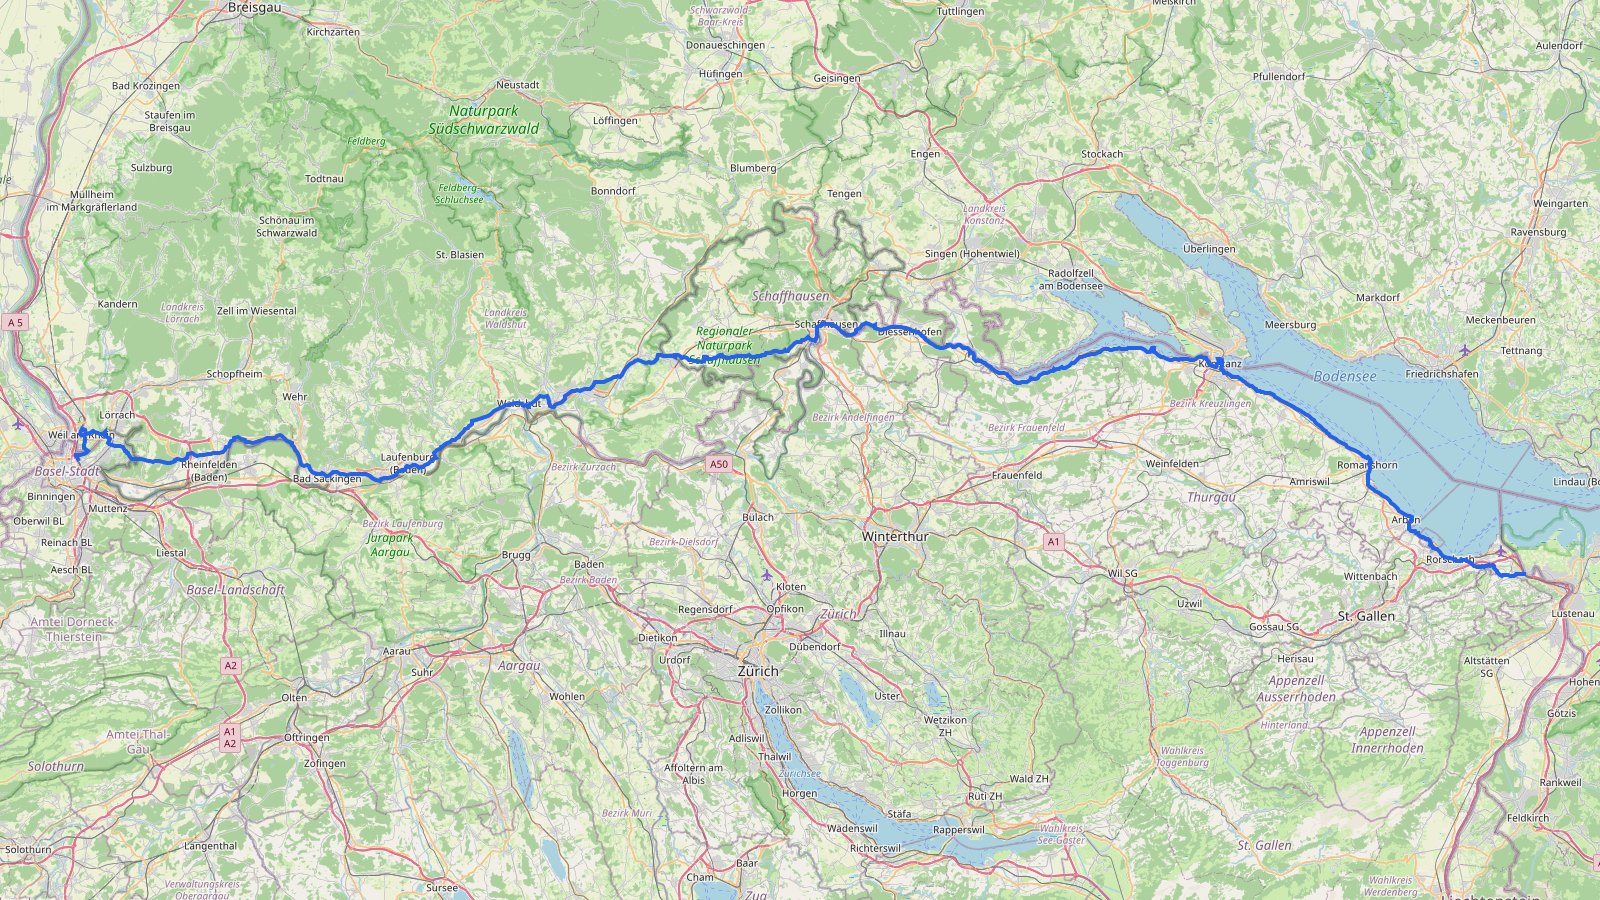 Breisgau
Kirchzarten
Schwarzwald-
Baar-Kreis
Tuttlingen
Meßkirch
Donaueschingen
Hüfingen
Geisingen
Pfullendorf
Aulendorf
Bad Krozingen
Neustadt
Staufen im
Breisgau
Naturpark
Südschwarzwald
Löffingen
Feldberg
Engen
Stockach
Sulzburg
Todtnau
Blumberg
Müllheim
im Markgräflerland
Feldberg-
Schluchsee
Bonndorf
Tengen
Landkreis
Konstanz
Weingarten
Schönau im
Schwarzwald
Ravensburg
St. Blasien
Singen (Hohentwiel)
Überlingen
Radolfzell
am Bodensee
Kandern
Landkreis
Lörrach
Zell im Wiesental
Landkreis
Waldshut
Schaffhausen
Markdorf
A 5
Schaffhausen
Diessenhofen
Meersburg
Meckenbeuren
Regionaler
Naturpark
Schaffhausen
Tettnang
Schopfheim
Konstanz
Bodensee
Friedrichshafen
Wehr
Waldshut
Lörrach
Bezirk Andelfingen
Bezirk Kreuzlingen
Weil am Rhein
Bezirk Frauenfeld
Laufenburg
(Baden)
Rheinfelden
(Baden)
Basel-Stadt
Bad Säckingen
Bezirk Zurzach
A50
Frauenfeld
Weinfelden
Romanshorn
Amriswil
Lindau (Bo
Binningen
Muttenz
Thurgau
Oberwil BL
Bezirk Laufenburg
Jurapark
Aargau
Bülach
Winterthur
Arbon
Reinach BL
Liestal
Brugg
Bezirk-Dielsdorf
A1
Aesch BL
Baden
Bezirk-Baden
Kloten
Wil SG
Wittenbach
Rorschach
Basel-Landschaft
Regensdorf
Opfikon
Zürich
Uzwil
St. Gallen
Lustenau
Amtei Dorneck-
Thierstein
Dietikon
Illnau
Gossau SG
Aarau
Dübendorf
Herisau
Altstätten
SG
A2
Suhr
Aargau
Urdorf
Zürich
Appenzell
Ausserrhoden
Hohen
Olten
Wohlen
Uster
Zollikon
Wetzikon
ZH
Hinterland
Götzis
A1
A2
Amtei Thal-
Gäu
Oftringen
Adliswil
Appenzell
Innerrhoden
Solothurn
Zofingen
Thalwil
Affoltern am
Albis
Zürichsee
Wahlkreis
Toggenburg
Wald ZH
Rankweil
Horgen
Rüti ZH
Bezirk Muri
Stäfa
Feldkirch
Wädenswil
Rapperswil
Wahlkreis
See-Gaster
Solothurn
Langenthal
Richterswil
St. Gallen
Baar
Cham
Wahlkreis
Werdenberg
Verwaltungskreis
Oberaargau
Sursee
Zug
Liechtenstein